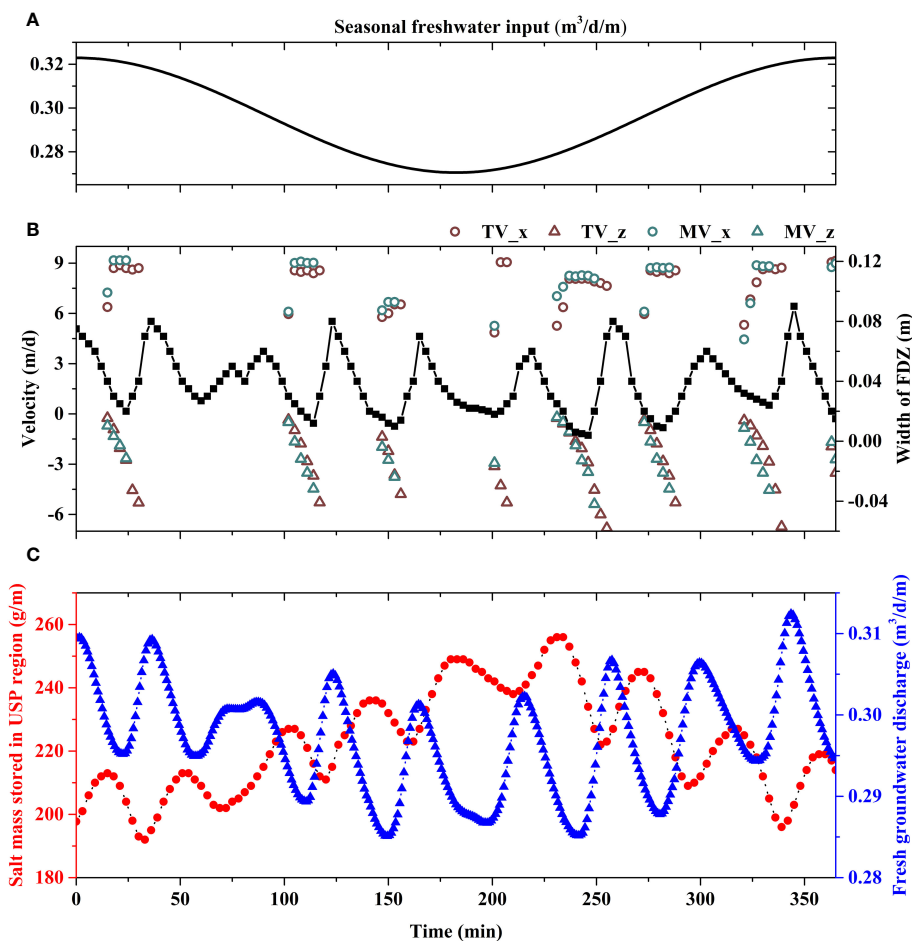 A
Seasonal freshwater input (m³/d/m)
0.32
0.30
0.28
B
TV_x TV_z MV_x MV_z
9
6
3
0
-3
-6
Velocity (m/d)
0.12
0.08
0.04
0.00
-0.04
Width of FDZ (m)
C
260
240
220
200
180
Salt mass stored in USP region (g/m)
0.31
0.30
0.29
0.28
Fresh groundwater discharge (m³/d/m)
0 50 100 150 200 250 300 350
Time (min)